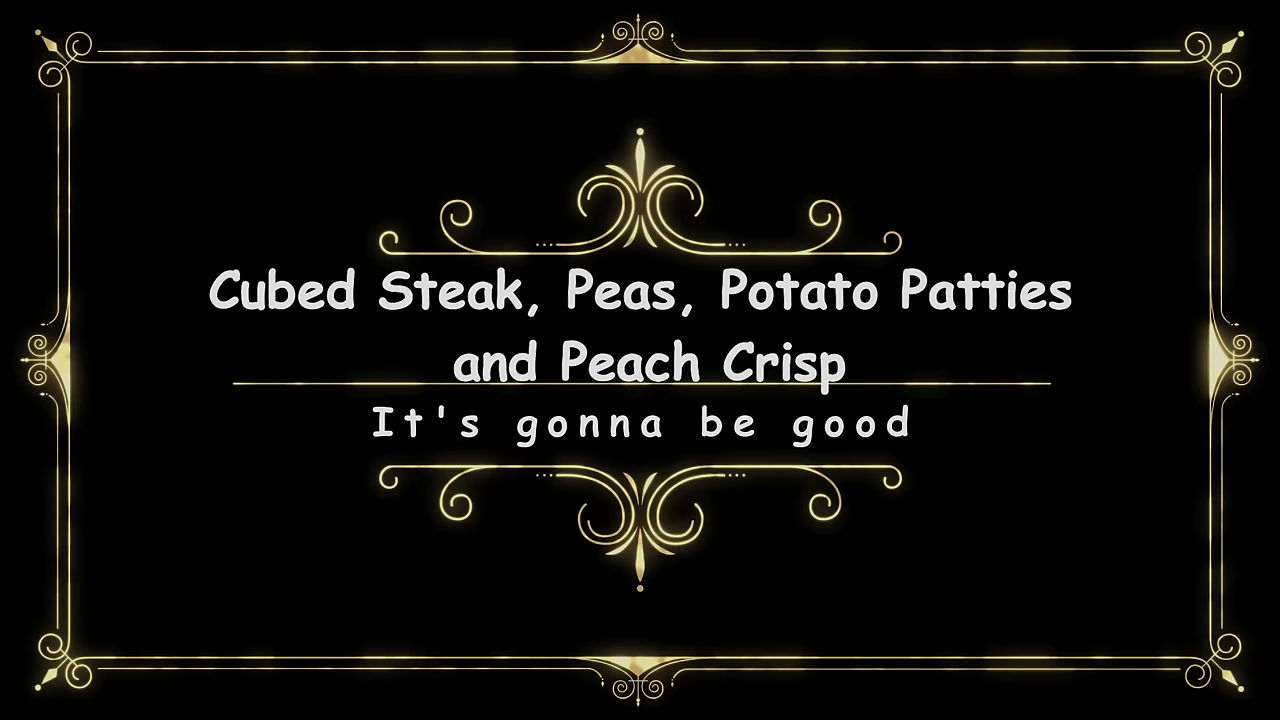 Cubed Steak, Peas, Potato Patties
and Peach Crisp
It's gonna be good